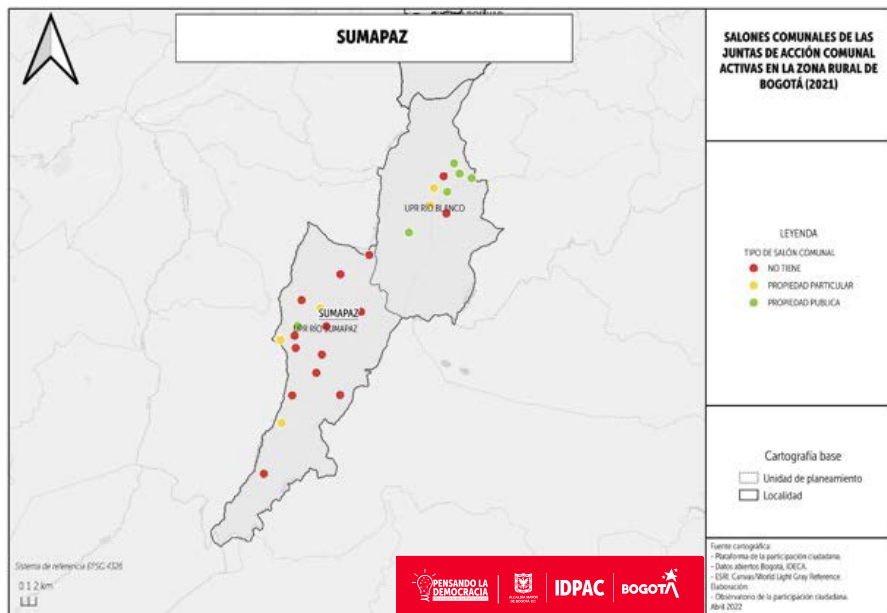 SUMAPAZ
SALONES COMUNALES DE LAS
JUNTAS DE ACCIÓN COMUNAL
ACTIVAS EN LA ZONA RURAL DE
BOGOTÁ (2021)
UPR RÍO BLANCO
SUMAPAZ
UPR RÍO SUMAPAZ
LEYENDA
TIPO DE SALÓN COMUNAL
NO TIENE
PROPIEDAD PARTICULAR
PROPIEDAD PUBLICA
Cartografía base
Unidad de planeamiento
Localidad
Fuente cartográfica:
- Plataforma de la participación ciudadana.
- Datos abiertos Bogotá, IDECA.
- ESRI, Canvas/World Light Gray Reference.
Elaboración:
- Observatorio de la participación ciudadana.
Abril 2022
Sistema de referencia EPSG 4326
0 1 2 km
PENSANDO LA
DEMOCRACIA
ALCALDÍA MAYOR
DE BOGOTÁ D.C.
IDPAC
BOGOTÁ